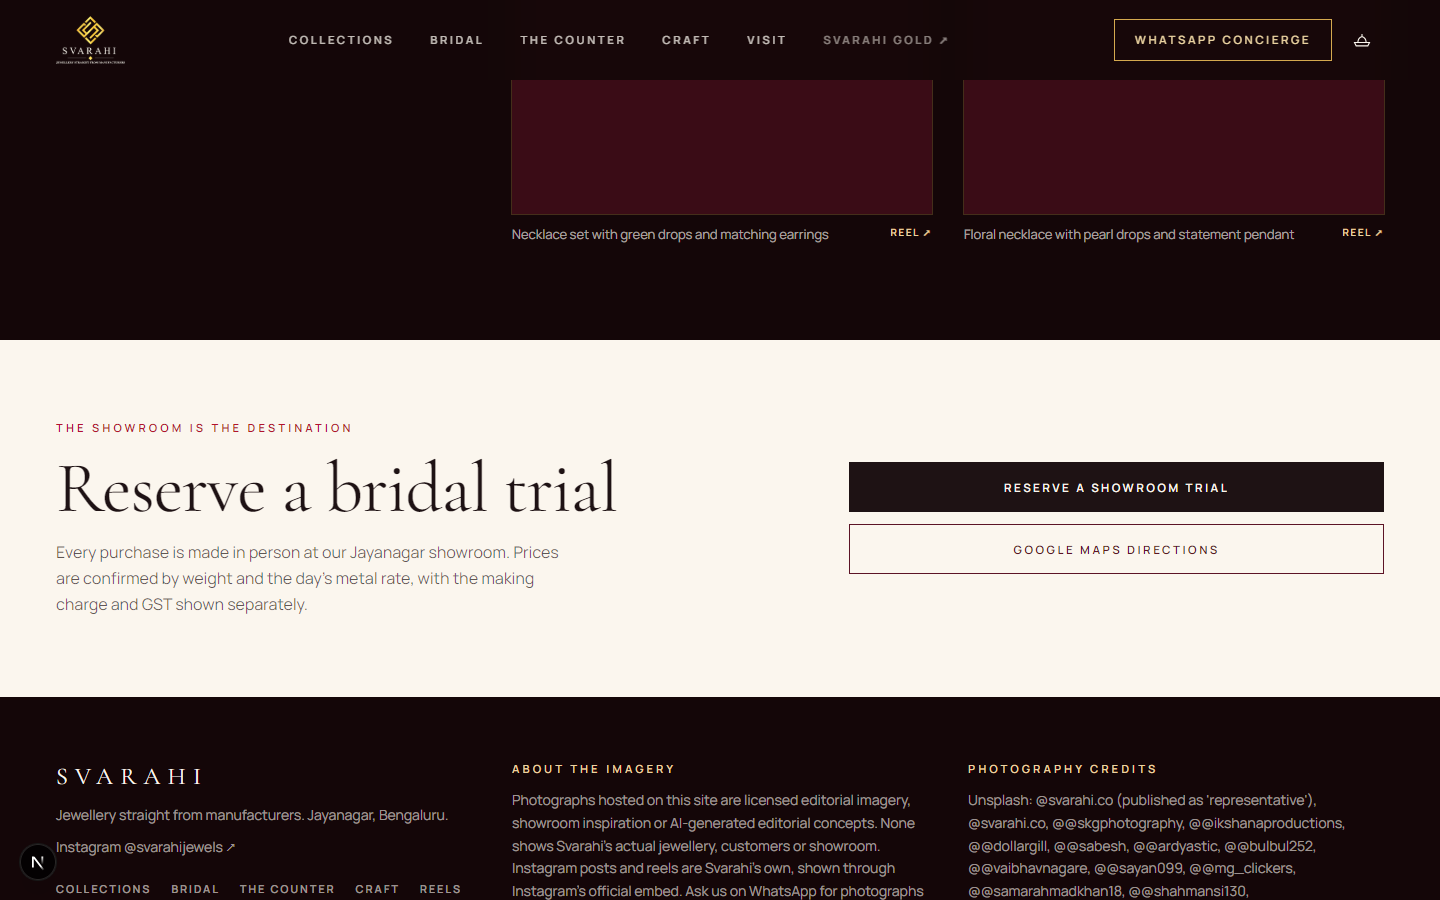 SVARAHI
JEWELLERY STRAIGHT FROM MANUFACTURERS
COLLECTIONS
BRIDAL
THE COUNTER
CRAFT
VISIT
SVARAHI GOLD ↗
WHATSAPP CONCIERGE
Necklace set with green drops and matching earrings
REEL ↗
Floral necklace with pearl drops and statement pendant
REEL ↗
THE SHOWROOM IS THE DESTINATION
Reserve a bridal trial
Every purchase is made in person at our Jayanagar showroom. Prices
are confirmed by weight and the day's metal rate, with the making
charge and GST shown separately.
RESERVE A SHOWROOM TRIAL
GOOGLE MAPS DIRECTIONS
SVARAHI
Jewellery straight from manufacturers. Jayanagar, Bengaluru.
Instagram @svarahijewels ↗
N
COLLECTIONS
BRIDAL
THE COUNTER
CRAFT
REELS
ABOUT THE IMAGERY
Photographs hosted on this site are licensed editorial imagery,
showroom inspiration or AI-generated editorial concepts. None
shows Svarahi's actual jewellery, customers or showroom.
Instagram posts and reels are Svarahi's own, shown through
Instagram's official embed. Ask us on WhatsApp for photographs
PHOTOGRAPHY CREDITS
Unsplash: @svarahi.co (published as 'representative'),
@svarahi.co, @@skgphotography, @@ikshanaproductions,
@@dollargill, @@sabesh, @@ardyastic, @@bulbul252,
@@vaibhavnagare, @@sayan099, @@mg_clickers,
@@samarahmadkhan18, @@shahmansi130,